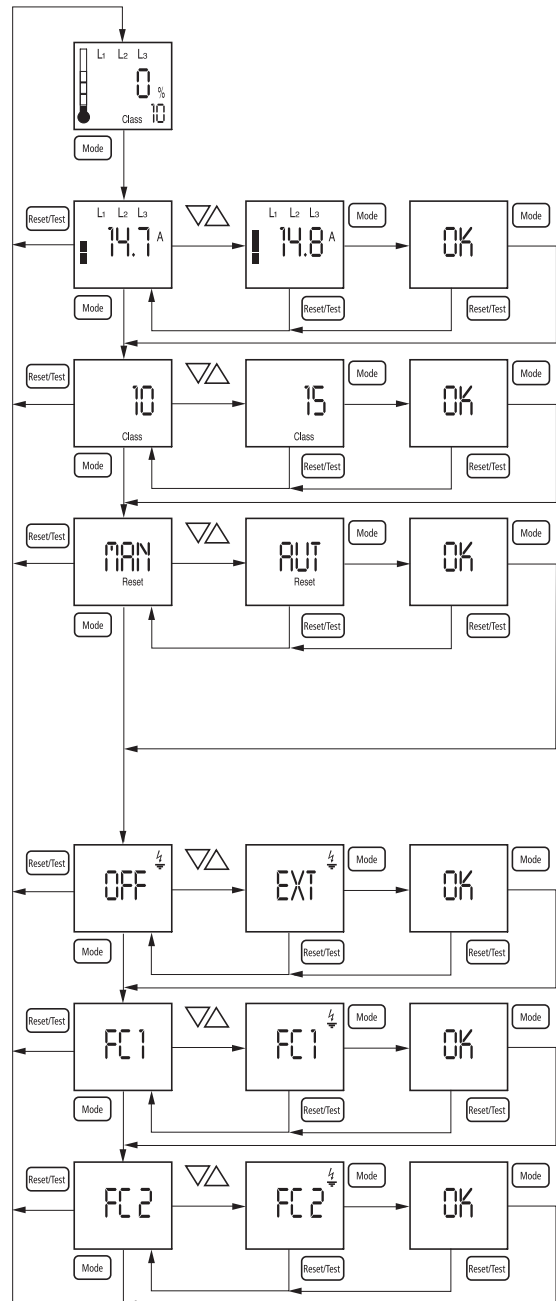 L1 L2 L3
0 %
Class 10
Mode
Reset/Test
L1 L2 L3
14.7 A
L1 L2 L3
14.8 A
Mode
OK
Mode
Mode
Reset/Test
Reset/Test
Reset/Test
10
Class
15
Class
Mode
OK
Mode
Mode
Reset/Test
Reset/Test
Reset/Test
MAN
Reset
AUT
Reset
Mode
OK
Mode
Mode
Reset/Test
Reset/Test
Reset/Test
OFF
EXT
Mode
OK
Mode
Mode
Reset/Test
Reset/Test
Reset/Test
FC1
FC1
Mode
OK
Mode
Mode
Reset/Test
Reset/Test
Reset/Test
FC2
FC2
Mode
OK
Mode
Mode
Reset/Test
Reset/Test